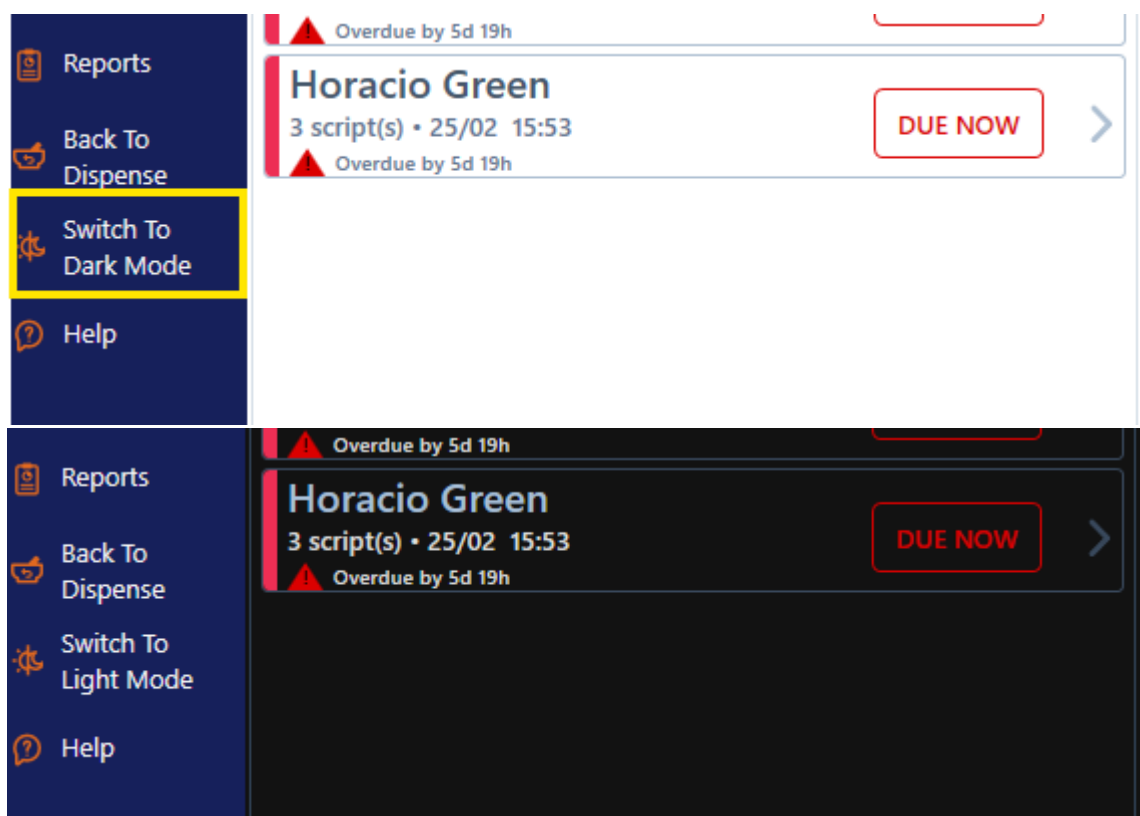 Overdue by 5d 19h
Reports
Horacio Green
3 script(s) • 25/02 15:53
DUE NOW
Overdue by 5d 19h
Back To
Dispense
Switch To
Dark Mode
Help
Overdue by 5d 19h
Reports
Horacio Green
3 script(s) • 25/02 15:53
DUE NOW
Overdue by 5d 19h
Back To
Dispense
Switch To
Light Mode
Help